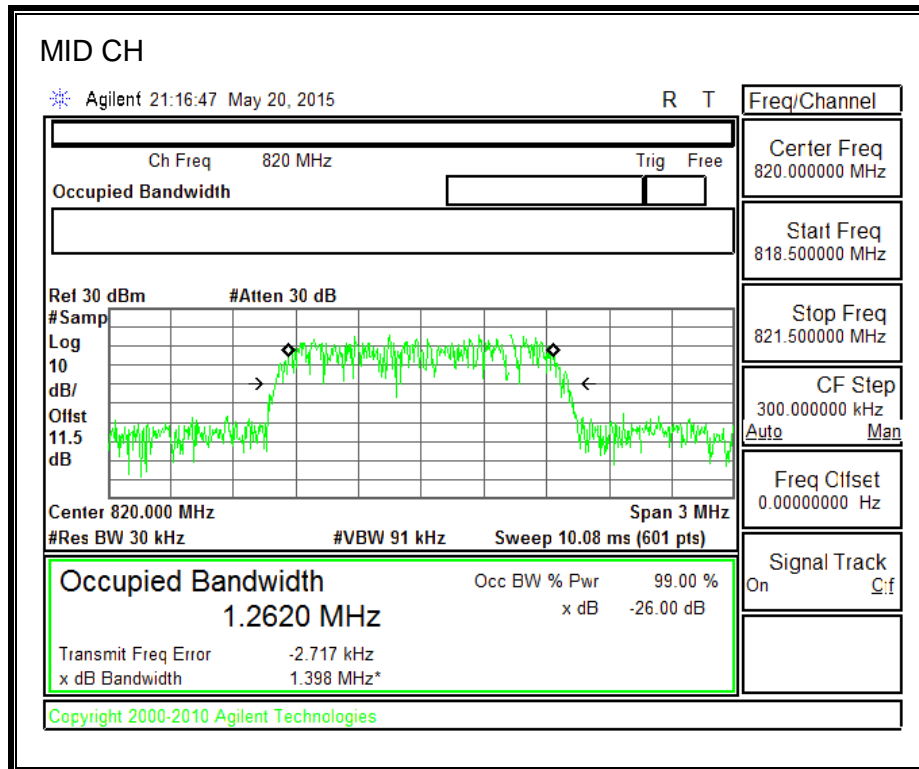 MID CH
Agilent 21:16:47 May 20, 2015 R T
Freq/Channel
Ch Freq 820 MHz Trig Free
Occupied Bandwidth
Center Freq
820.000000 MHz
Start Freq
818.500000 MHz
Stop Freq
821.500000 MHz
CF Step
300.000000 kHz
Auto Man
Freq Offset
0.00000000 Hz
Signal Track
On Off
Ref 30 dBm #Atten 30 dB
#Samp
Log
10
dB/
Offst
11.5
dB
Center 820.000 MHz Span 3 MHz
#Res BW 30 kHz #VBW 91 kHz Sweep 10.08 ms (601 pts)
Occupied Bandwidth
1.2620 MHz
Occ BW % Pwr 99.00 %
x dB -26.00 dB
Transmit Freq Error -2.717 kHz
x dB Bandwidth 1.398 MHz*
Copyright 2000-2010 Agilent Technologies